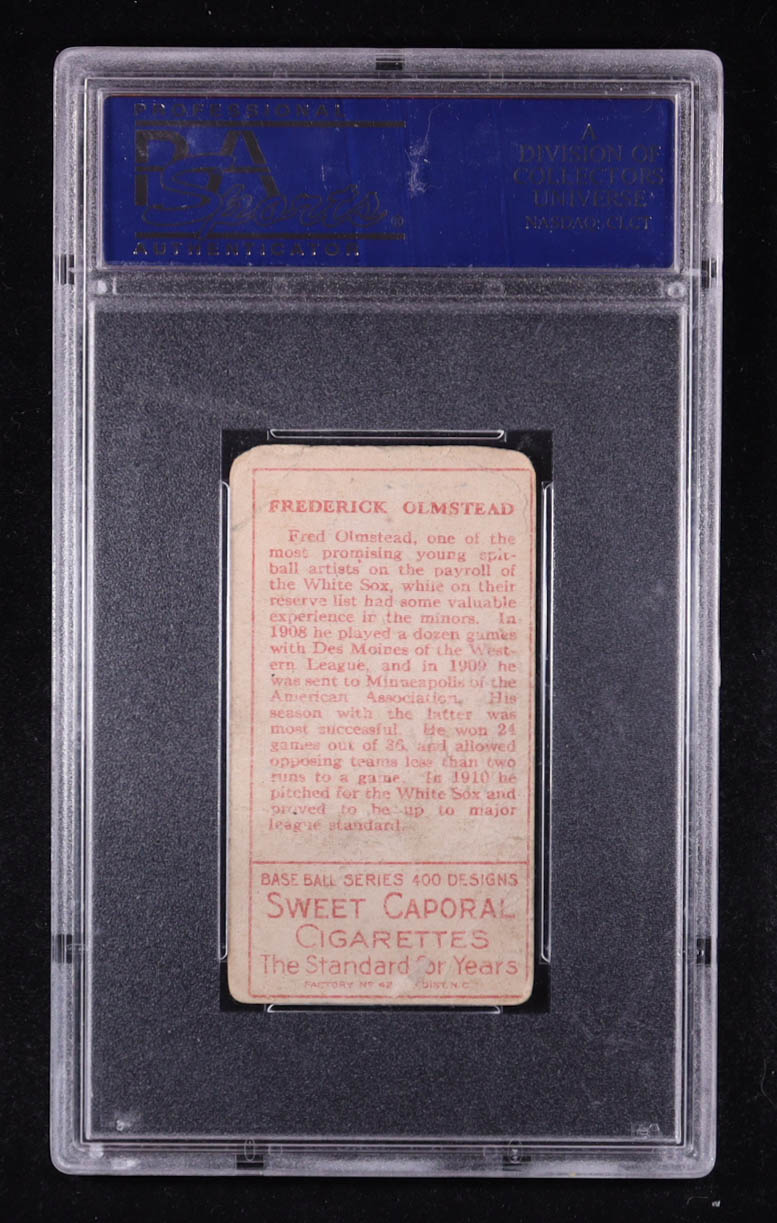 PROFESSIONAL
PSA
Sports ®
AUTHENTICATOR
A
DIVISION OF
COLLECTORS
UNIVERSE
NASDAQ: CLCT
FREDERICK OLMSTEAD
Fred Olmstead, one of the
most promising young spit-
ball artists on the payroll of
the White Sox, while on their
reserve list had some valuable
experience in the minors. In
1908 he played a dozen games
with Des Moines of the West-
ern League, and in 1909 he
was sent to Minneapolis of the
American Association. His
season with the latter was
most successful. He won 24
games out of 36, and allowed
opposing teams less than two
runs to a game. In 1910 he
pitched for the White Sox and
proved to be up to major
league standard.
BASE BALL SERIES 400 DESIGNS
SWEET CAPORAL
CIGARETTES
The Standard for Years
FACTORY No 42 DIST. N.C.
PSA